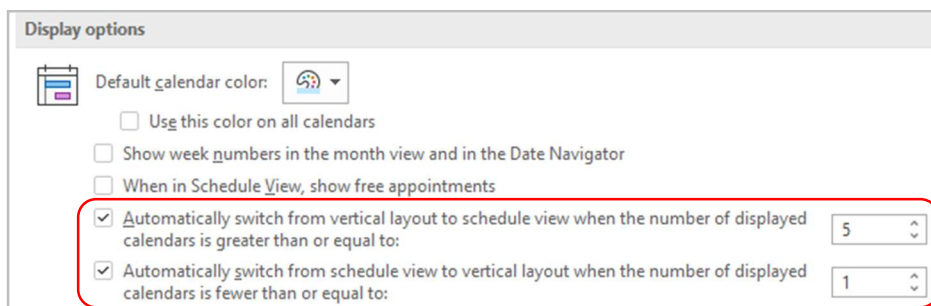 Display options
Default calendar color:
Use this color on all calendars
Show week numbers in the month view and in the Date Navigator
When in Schedule View, show free appointments
Automatically switch from vertical layout to schedule view when the number of displayed
calendars is greater than or equal to:
5
Automatically switch from schedule view to vertical layout when the number of displayed
calendars is fewer than or equal to:
1